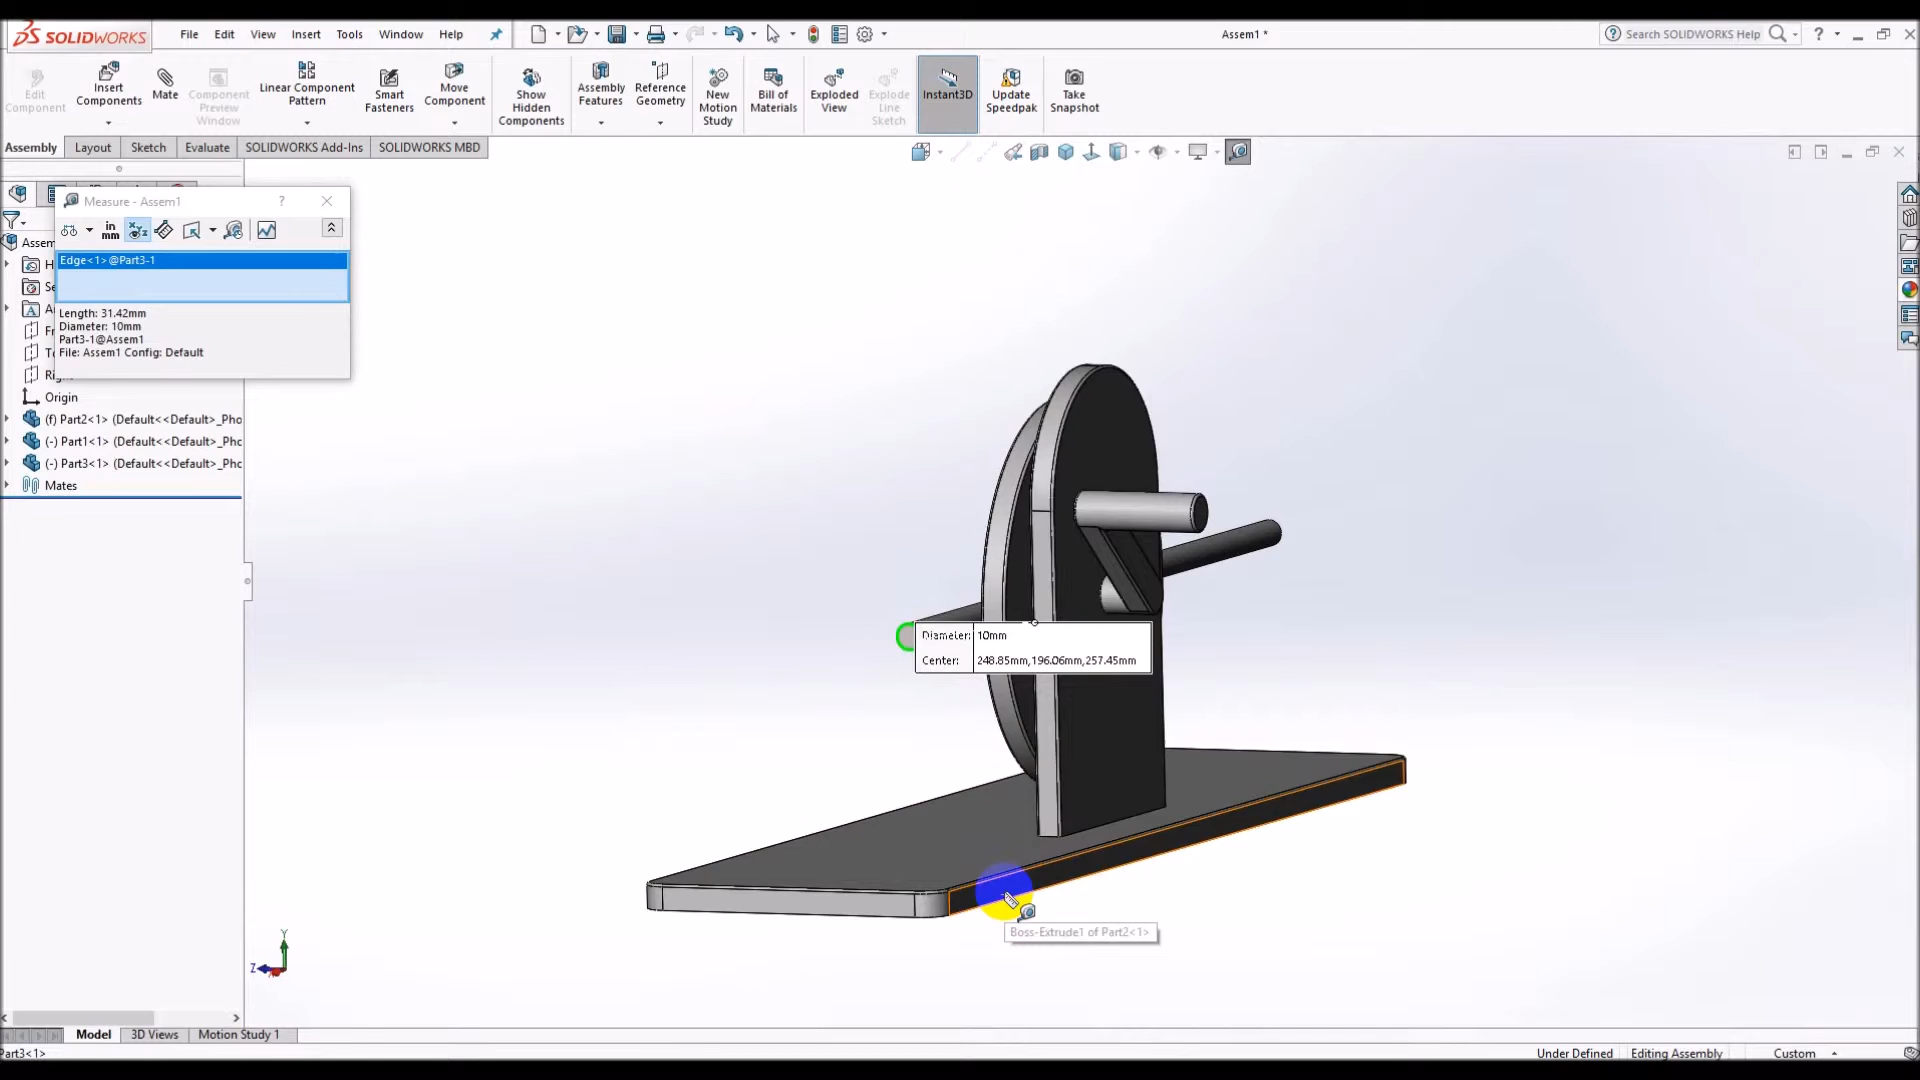 SOLIDWORKS File Edit View Insert Tools Window Help Assem1 * Search SOLIDWORKS Help ?
Edit Component
Insert Components
Mate
Component Preview Window
Linear Component Pattern
Smart Fasteners
Move Component
Show Hidden Components
Assembly Features
Reference Geometry
New Motion Study
Bill of Materials
Exploded View
Explode Line Sketch
Instant3D
Update Speedpak
Take Snapshot
Assembly Layout Sketch Evaluate SOLIDWORKS Add-Ins SOLIDWORKS MBD
Measure - Assem1 ?
in mm
Edge<1>@Part3-1
Length: 31.42mm
Diameter: 10mm
Part3-1@Assem1
File: Assem1 Config: Default
Origin
(f) Part2<1> (Default<<Default>_Pho
(-) Part1<1> (Default<<Default>_Pho
(-) Part3<1> (Default<<Default>_Pho
Mates
Diameter: 10mm
Center: 248.85mm,196.06mm,257.45mm
Boss-Extrude1 of Part2<1>
Y
Z
Model 3D Views Motion Study 1
Part3<1> Under Defined Editing Assembly Custom